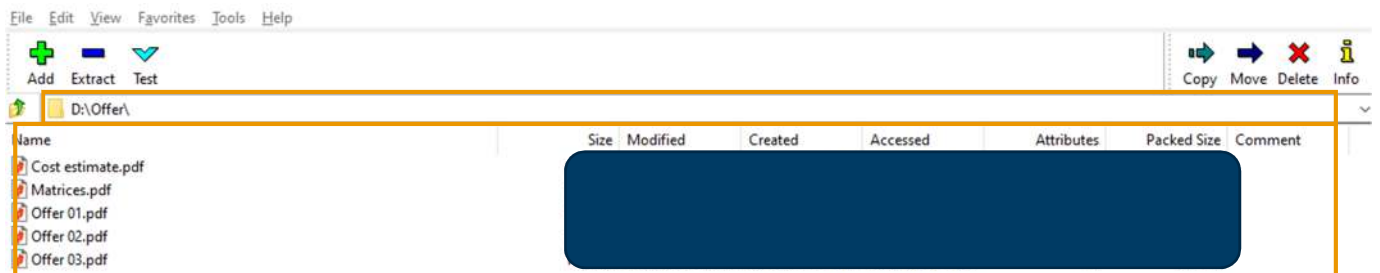 File Edit View Favorites Tools Help
Add Extract Test Copy Move Delete Info
D:\Offer\
Name Size Modified Created Accessed Attributes Packed Size Comment
Cost estimate.pdf
Matrices.pdf
Offer 01.pdf
Offer 02.pdf
Offer 03.pdf